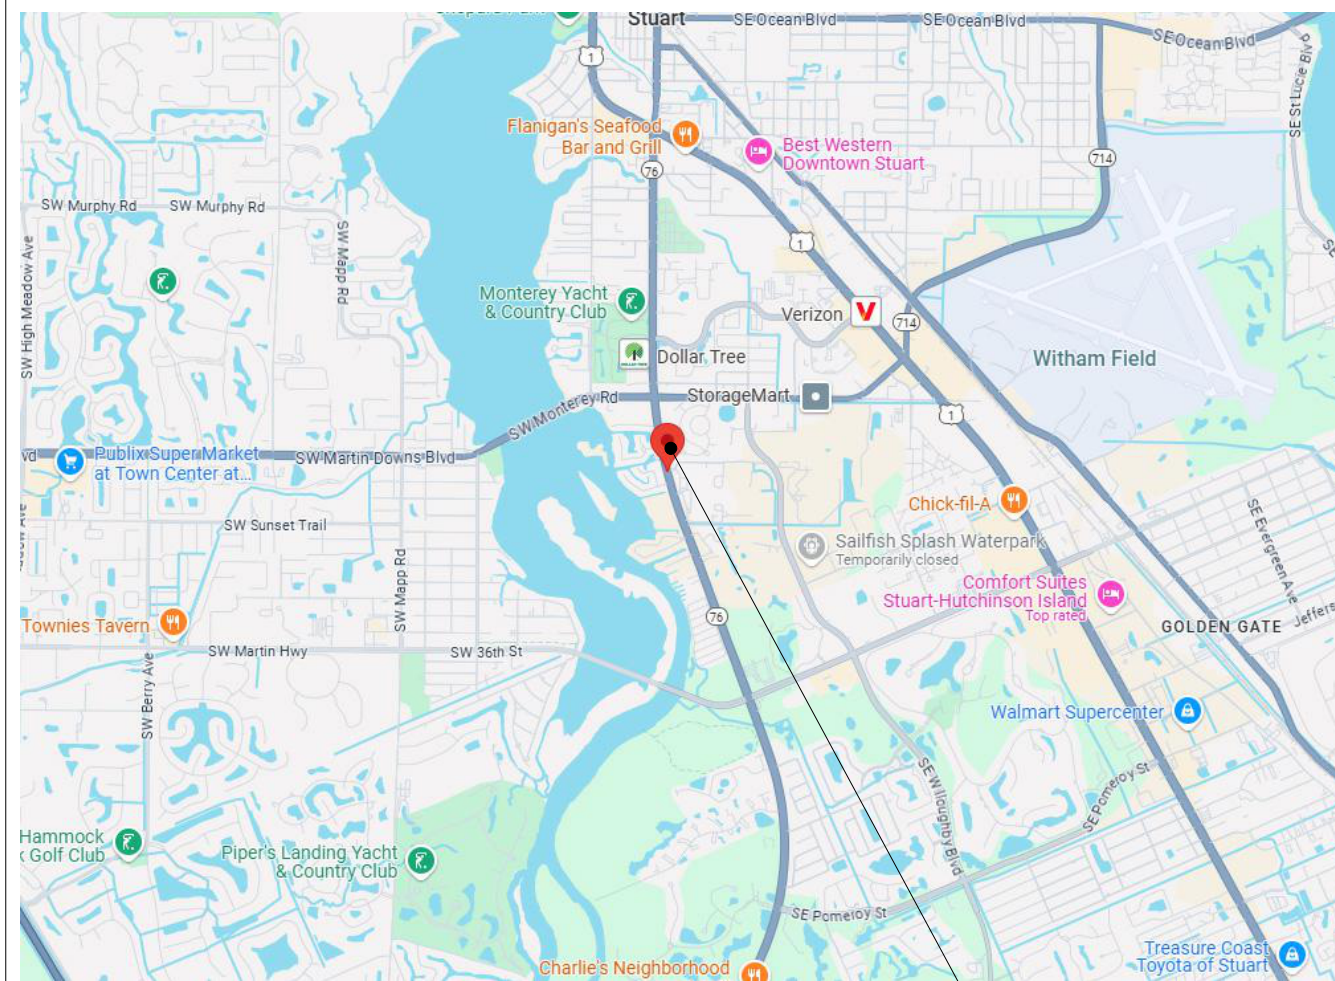 Stuart
SE Ocean Blvd
SE Ocean Blvd
SE Ocean Blvd
1
SE St Lucie Blvd
Flanigan's Seafood
Bar and Grill
Best Western
Downtown Stuart
714
76
SW Murphy Rd
SW Murphy Rd
SW Mapp Rd
SW High Meadow Ave
1
Monterey Yacht
& Country Club
Verizon
714
Dollar Tree
Witham Field
StorageMart
SW Monterey Rd
1
Publix Super Market
at Town Center at...
SW Martin Downs Blvd
vd
Chick-fil-A
SW Sunset Trail
SE Evergreen Ave
Sailfish Splash Waterpark
Temporarily closed
SW Mapp Rd
Comfort Suites
Stuart-Hutchinson Island
Top rated
76
Townies Tavern
GOLDEN GATE
Jeffers
SW Martin Hwy
SW 36th St
SW Berry Ave
Walmart Supercenter
SE Willoughby Blvd
SE Pomeroy St
Hammock
k Golf Club
Piper's Landing Yacht
& Country Club
SE Pomeroy St
Treasure Coast
Toyota of Stuart
Charlie's Neighborhood